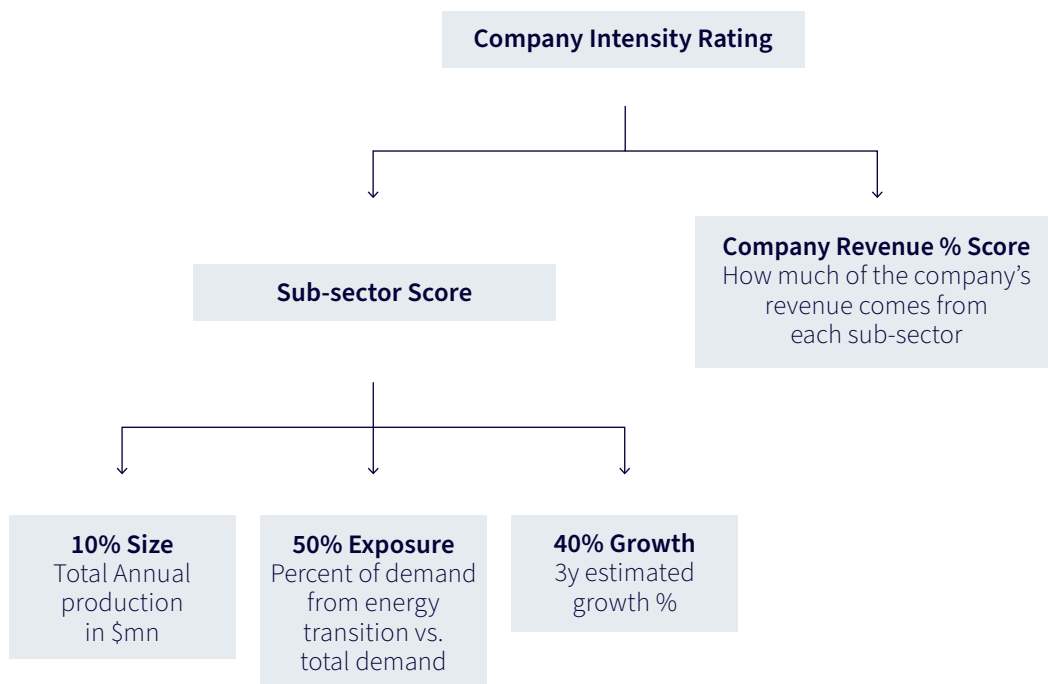 Company Intensity Rating
Sub-sector Score
Company Revenue % Score
How much of the company’s
revenue comes from
each sub-sector
10% Size
Total Annual
production
in $mn
50% Exposure
Percent of demand
from energy
transition vs.
total demand
40% Growth
3y estimated
growth %